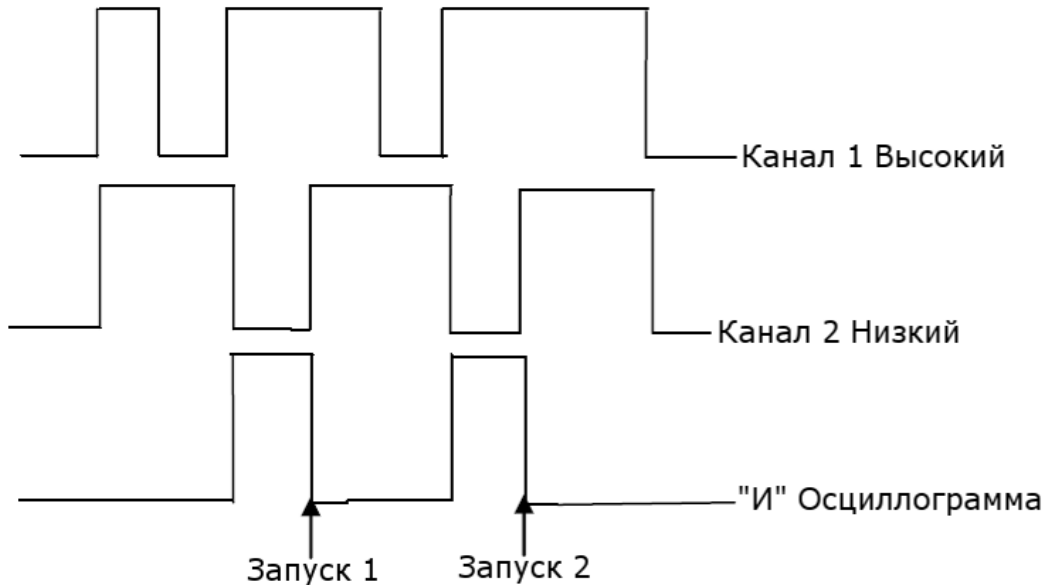 Канал 1 Высокий
Канал 2 Низкий
"И" Осциллограмма
Запуск 1
Запуск 2